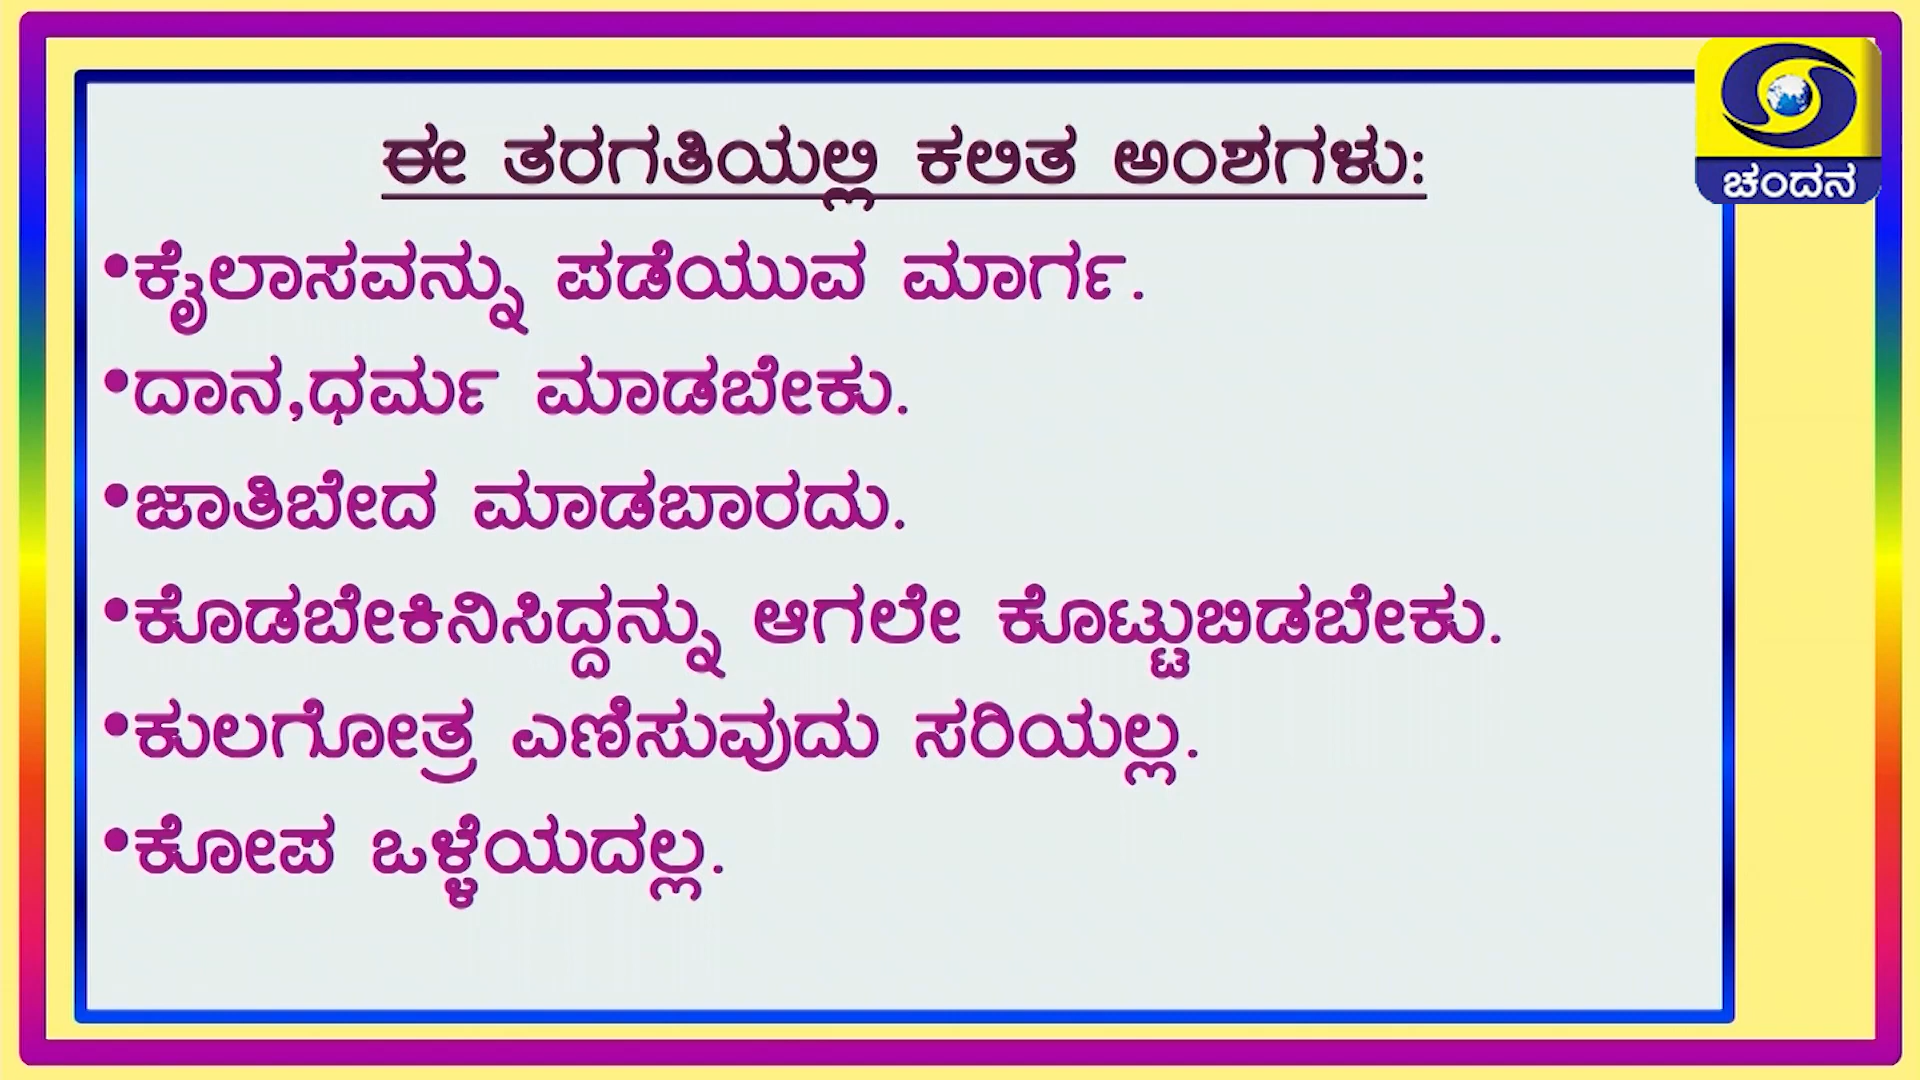 ಈ ತರಗತಿಯಲ್ಲಿ ಕಲಿತ ಅಂಶಗಳು:
ಚಂದನ
•ಕೈಲಾಸವನ್ನು ಪಡೆಯುವ ಮಾರ್ಗ.
•ದಾನ,ಧರ್ಮ ಮಾಡಬೇಕು.
•ಜಾತಿಬೇದ ಮಾಡಬಾರದು.
•ಕೊಡಬೇಕಿನಿಸಿದ್ದನ್ನು ಆಗಲೇ ಕೊಟ್ಟುಬಿಡಬೇಕು.
•ಕುಲಗೋತ್ರ ಎಣಿಸುವುದು ಸರಿಯಲ್ಲ.
•ಕೋಪ ಒಳ್ಳೆಯದಲ್ಲ.